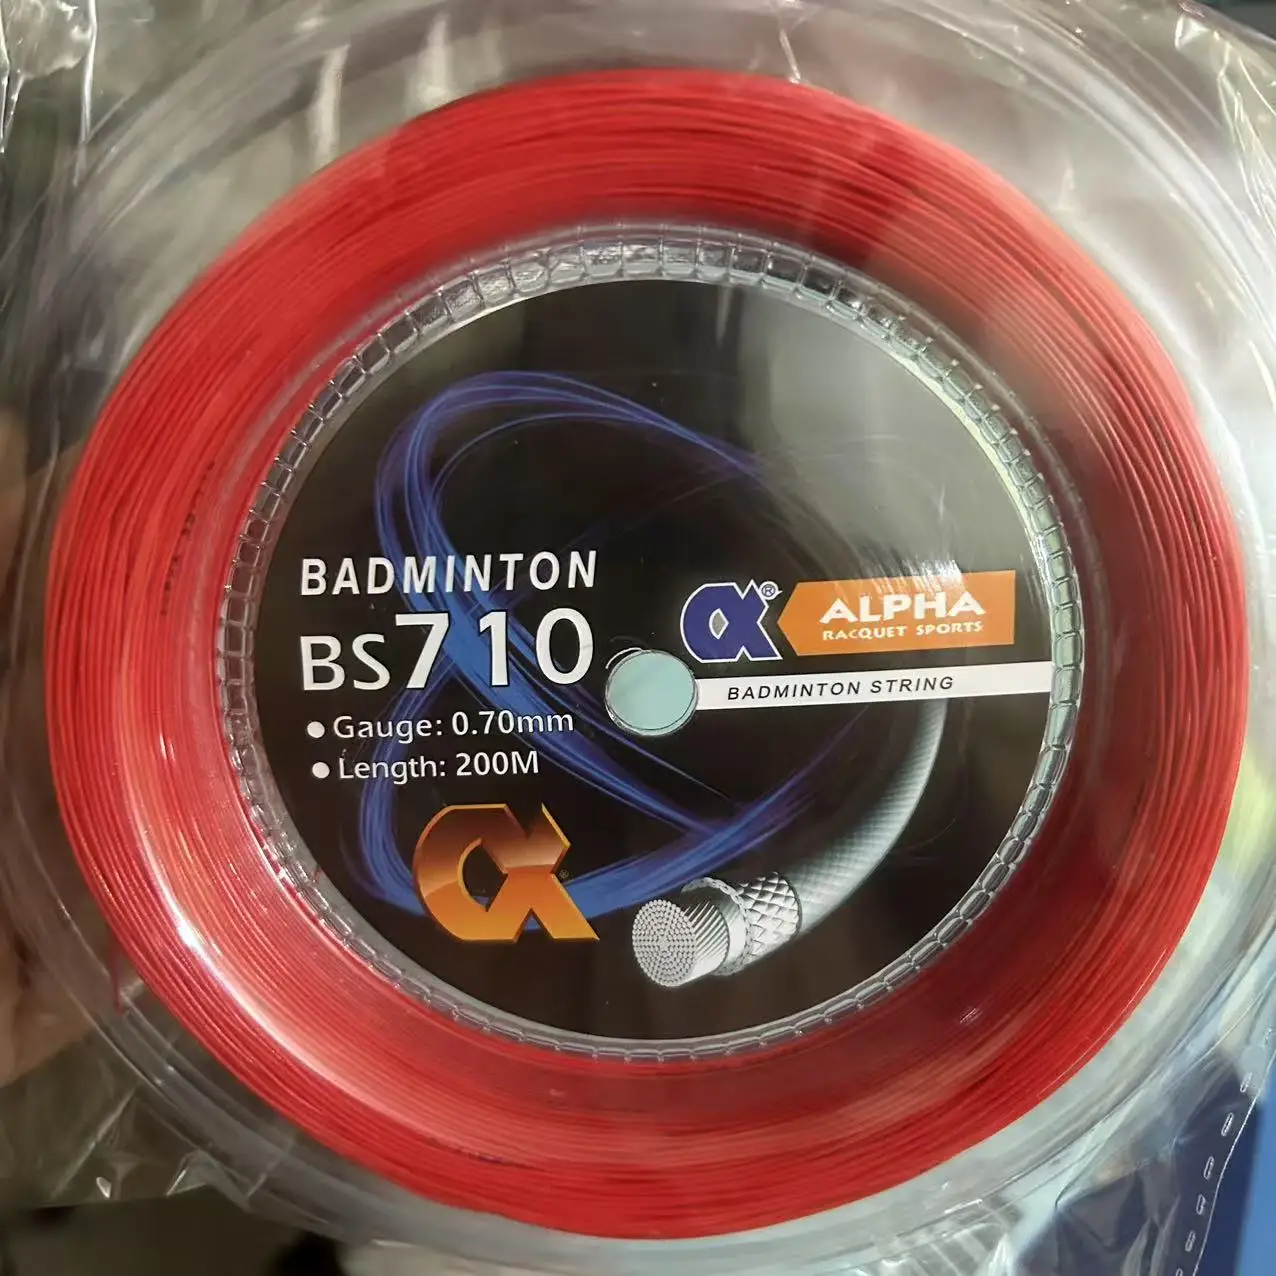 BADMINTON
BS710
● Gauge: 0.70mm
● Length: 200M
α®
ALPHA
RACQUET SPORTS
BADMINTON STRING
α®